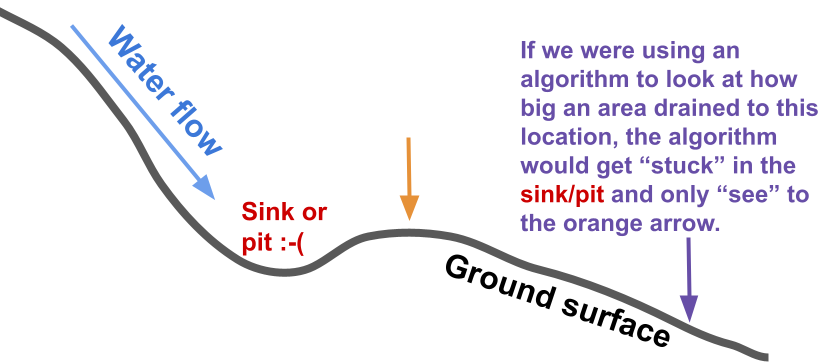 Water flow
Sink or
pit :-(
If we were using an
algorithm to look at how
big an area drained to this
location, the algorithm
would get “stuck” in the
sink/pit and only “see” to
the orange arrow.
Ground surface